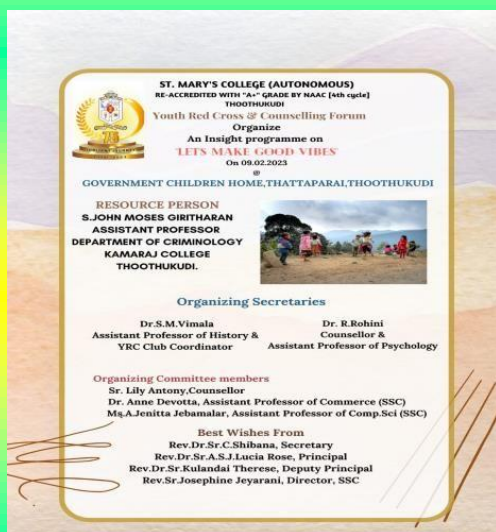 ST. MARY'S COLLEGE (AUTONOMOUS)
RE-ACCREDITED WITH "A+" GRADE BY NAAC [4th cycle]
THOOTHUKUDI
Youth Red Cross & Counselling Forum
Organize
An Insight programme on
'LETS MAKE GOOD VIBES'
On 09.02.2023
@
GOVERNMENT CHILDREN HOME,THATTAPARAI,THOOTHUKUDI
RESOURCE PERSON
S.JOHN MOSES GIRITHARAN
ASSISTANT PROFESSOR
DEPARTMENT OF CRIMINOLOGY
KAMARAJ COLLEGE
THOOTHUKUDI.
Organizing Secretaries
Dr.S.M.Vimala
Assistant Professor of History &
YRC Club Coordinator
Dr. R.Rohini
Counsellor &
Assistant Professor of Psychology
Organizing Committee members
Sr. Lily Antony,Counsellor
Dr. Anne Devotta, Assistant Professor of Commerce (SSC)
Ms.A.Jenitta Jebamalar, Assistant Professor of Comp.Sci (SSC)
Best Wishes From
Rev.Dr.Sr.C.Shibana, Secretary
Rev.Dr.Sr.A.S.J.Lucia Rose, Principal
Rev.Dr.Sr.Kulandai Therese, Deputy Principal
Rev.Sr.Josephine Jeyarani, Director, SSC